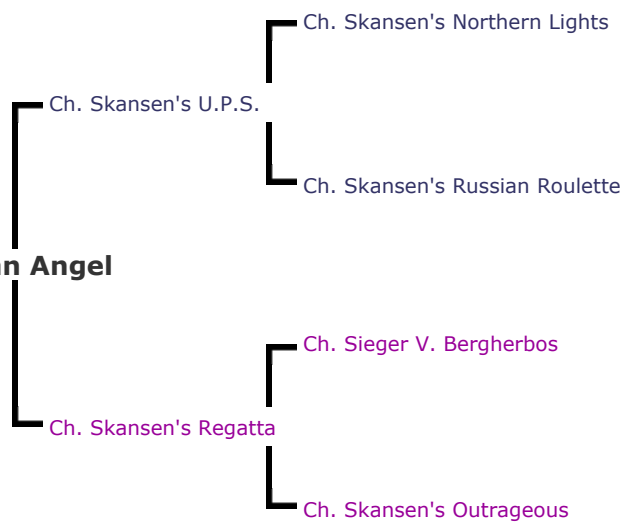 Ch. Skansen's Northern Lights
Ch. Skansen's U.P.S.
Ch. Skansen's Russian Roulette
Angel
Ch. Sieger V. Bergherbos
Ch. Skansen's Regatta
Ch. Skansen's Outrageous